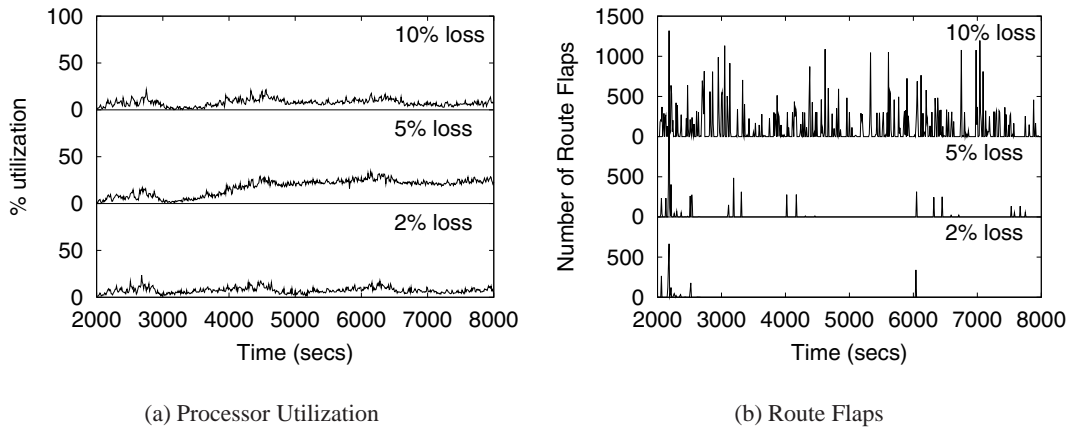 100
50
0
50
0
50
0
% utilization
10% loss
5% loss
2% loss
2000 3000 4000 5000 6000 7000 8000
Time (secs)
(a) Processor Utilization
1500
1000
500
0
500
0
500
0
Number of Route Flaps
10% loss
5% loss
2% loss
2000 3000 4000 5000 6000 7000 8000
Time (secs)
(b) Route Flaps